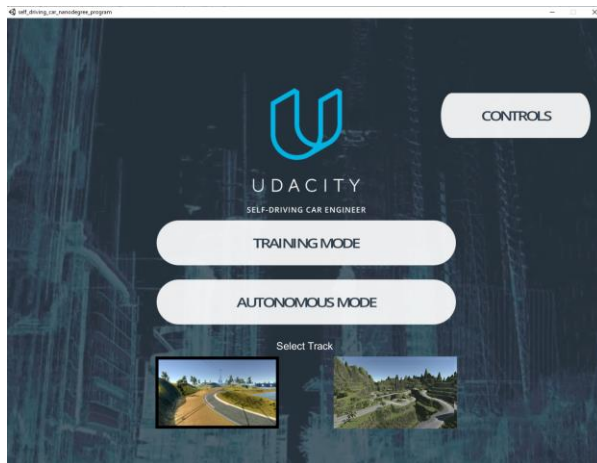 self_driving_car_nanodegree_program
CONTROLS
UDACITY
SELF-DRIVING CAR ENGINEER
TRAINING MODE
AUTONOMOUS MODE
Select Track